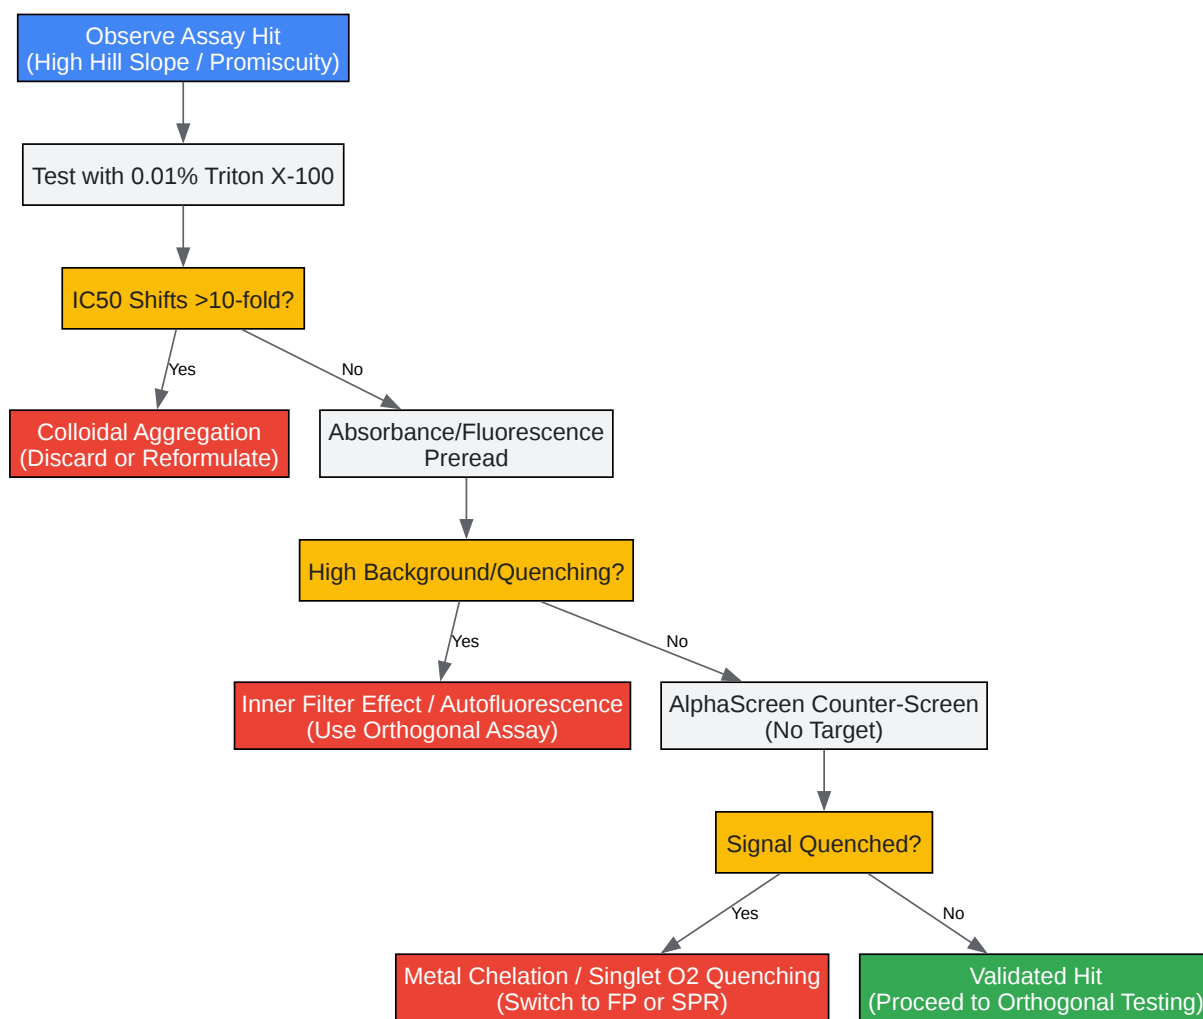 Observe Assay Hit
(High Hill Slope / Promiscuity)
Test with 0.01% Triton X-100
IC50 Shifts >10-fold?
Yes
No
Colloidal Aggregation
(Discard or Reformulate)
Absorbance/Fluorescence
Preread
High Background/Quenching?
Yes
No
Inner Filter Effect / Autofluorescence
(Use Orthogonal Assay)
AlphaScreen Counter-Screen
(No Target)
Signal Quenched?
Yes
No
Metal Chelation / Singlet O2 Quenching
(Switch to FP or SPR)
Validated Hit
(Proceed to Orthogonal Testing)